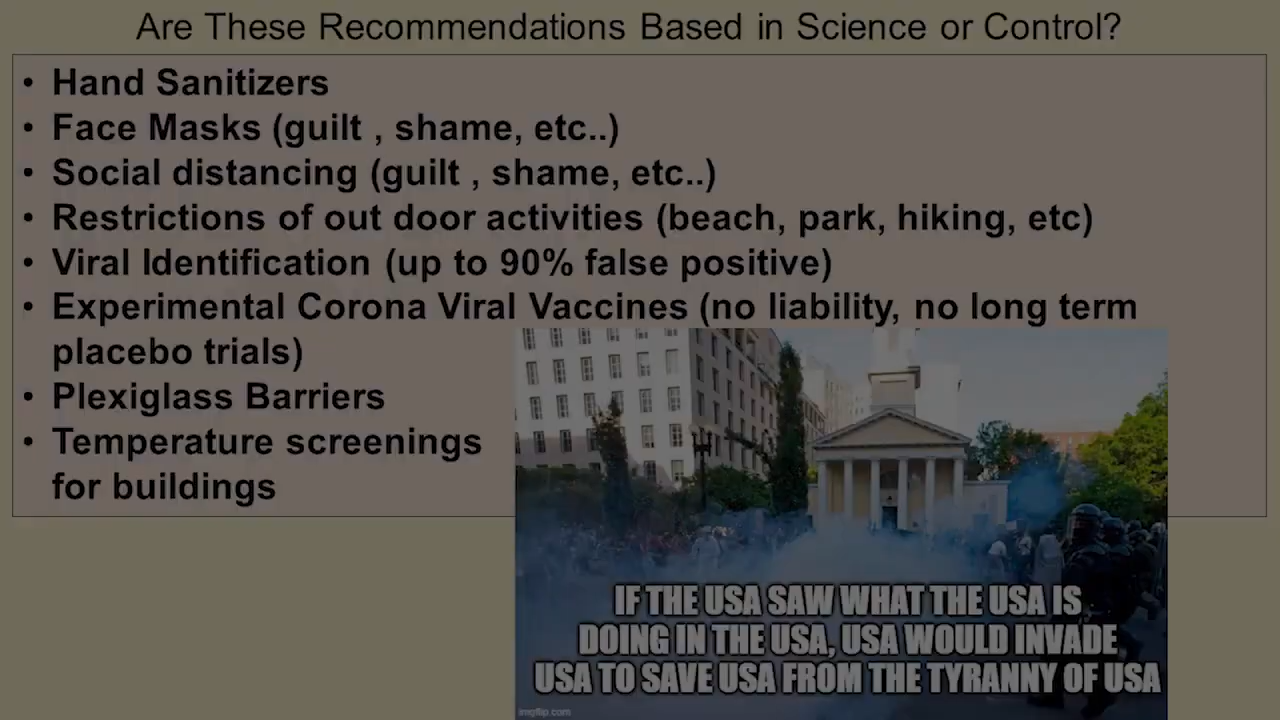 Are These Recommendations Based in Science or Control?
• Hand Sanitizers
• Face Masks (guilt , shame, etc..)
• Social distancing (guilt , shame, etc..)
• Restrictions of out door activities (beach, park, hiking, etc)
• Viral Identification (up to 90% false positive)
• Experimental Corona Viral Vaccines (no liability, no long term
placebo trials)
• Plexiglass Barriers
• Temperature screenings
for buildings
IF THE USA SAW WHAT THE USA IS
DOING IN THE USA, USA WOULD INVADE
USA TO SAVE USA FROM THE TYRANNY OF USA
imgflip.com